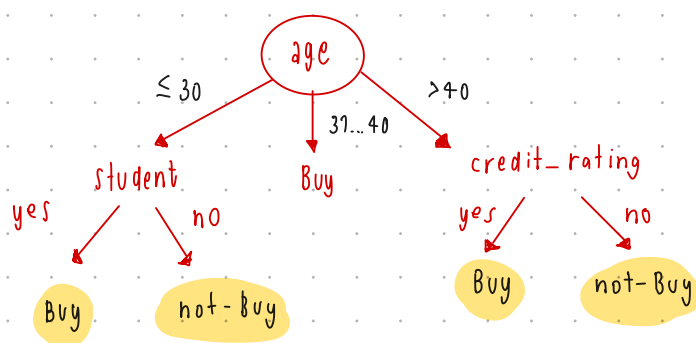 age
≤ 30
31...40
>40
student
Buy
credit_rating
yes
no
yes
no
Buy
not-Buy
Buy
not-Buy